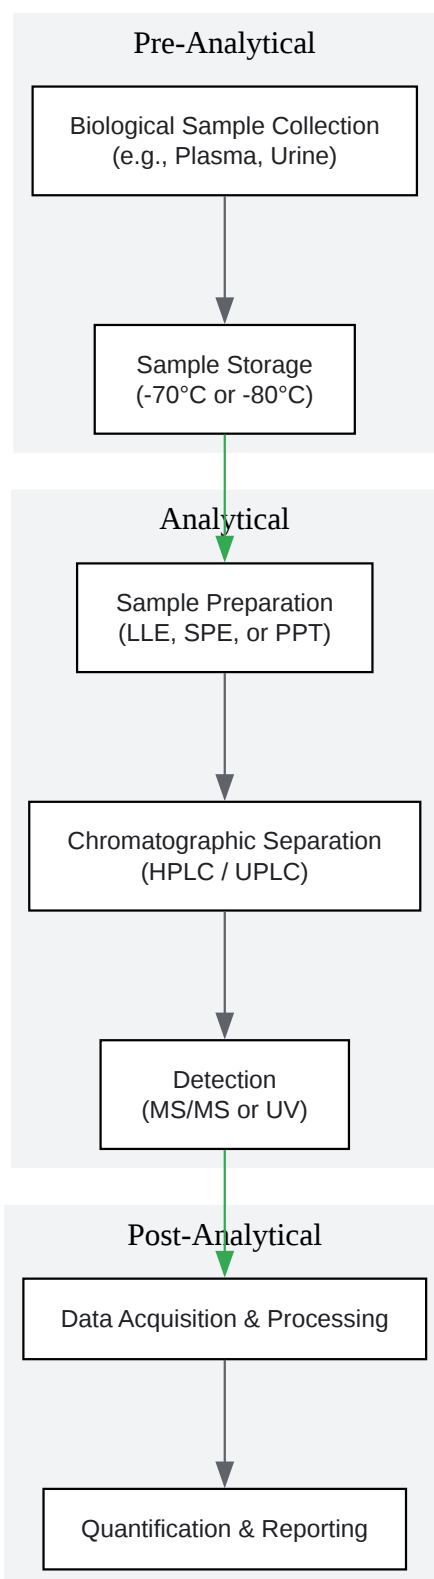 Pre-Analytical
Biological Sample Collection
(e.g., Plasma, Urine)
Sample Storage
(-70°C or -80°C)
Analytical
Sample Preparation
(LLE, SPE, or PPT)
Chromatographic Separation
(HPLC / UPLC)
Detection
(MS/MS or UV)
Post-Analytical
Data Acquisition & Processing
Quantification & Reporting